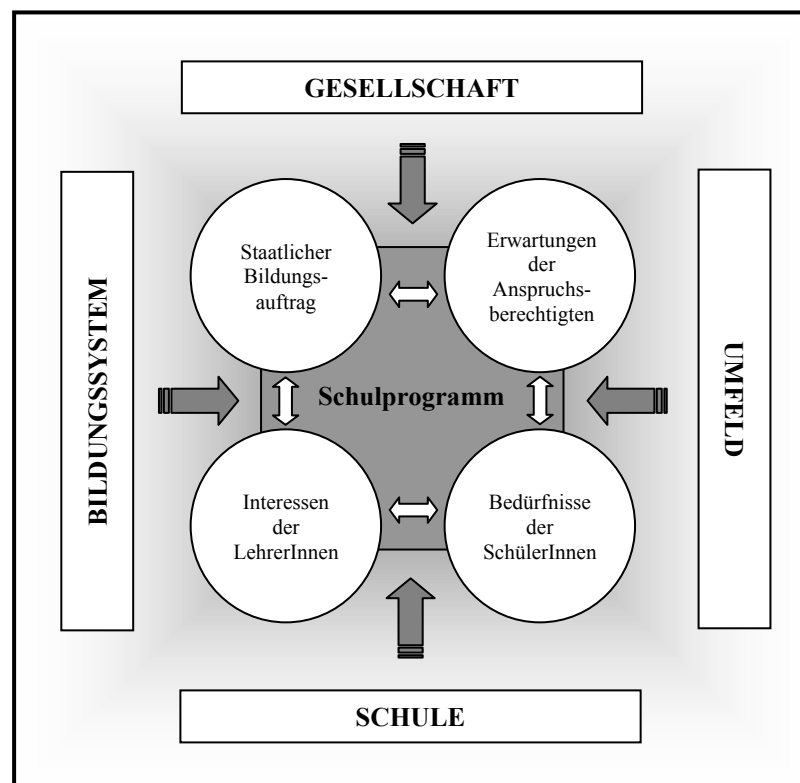 GESELLSCHAFT
BILDUNGSSYSTEM
Staatlicher
Bildungs-
auftrag
Erwartungen
der
Anspruchs-
berechtigten
UMFELD
Schulprogramm
Interessen
der
LehrerInnen
Bedürfnisse
der
SchülerInnen
SCHULE